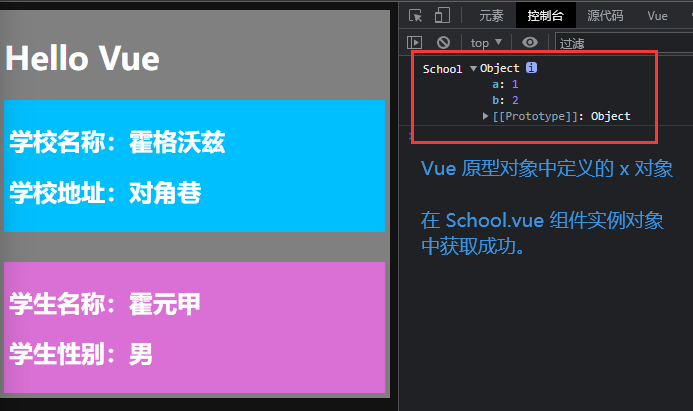 Hello Vue
学校名称：霍格沃兹
学校地址：对角巷
学生名称：霍元甲
学生性别：男
元素 控制台 源代码 Vue
top 过滤
School Object i
a: 1
b: 2
[[Prototype]]: Object
Vue 原型对象中定义的 x 对象
在 School.vue 组件实例对象
中获取成功。